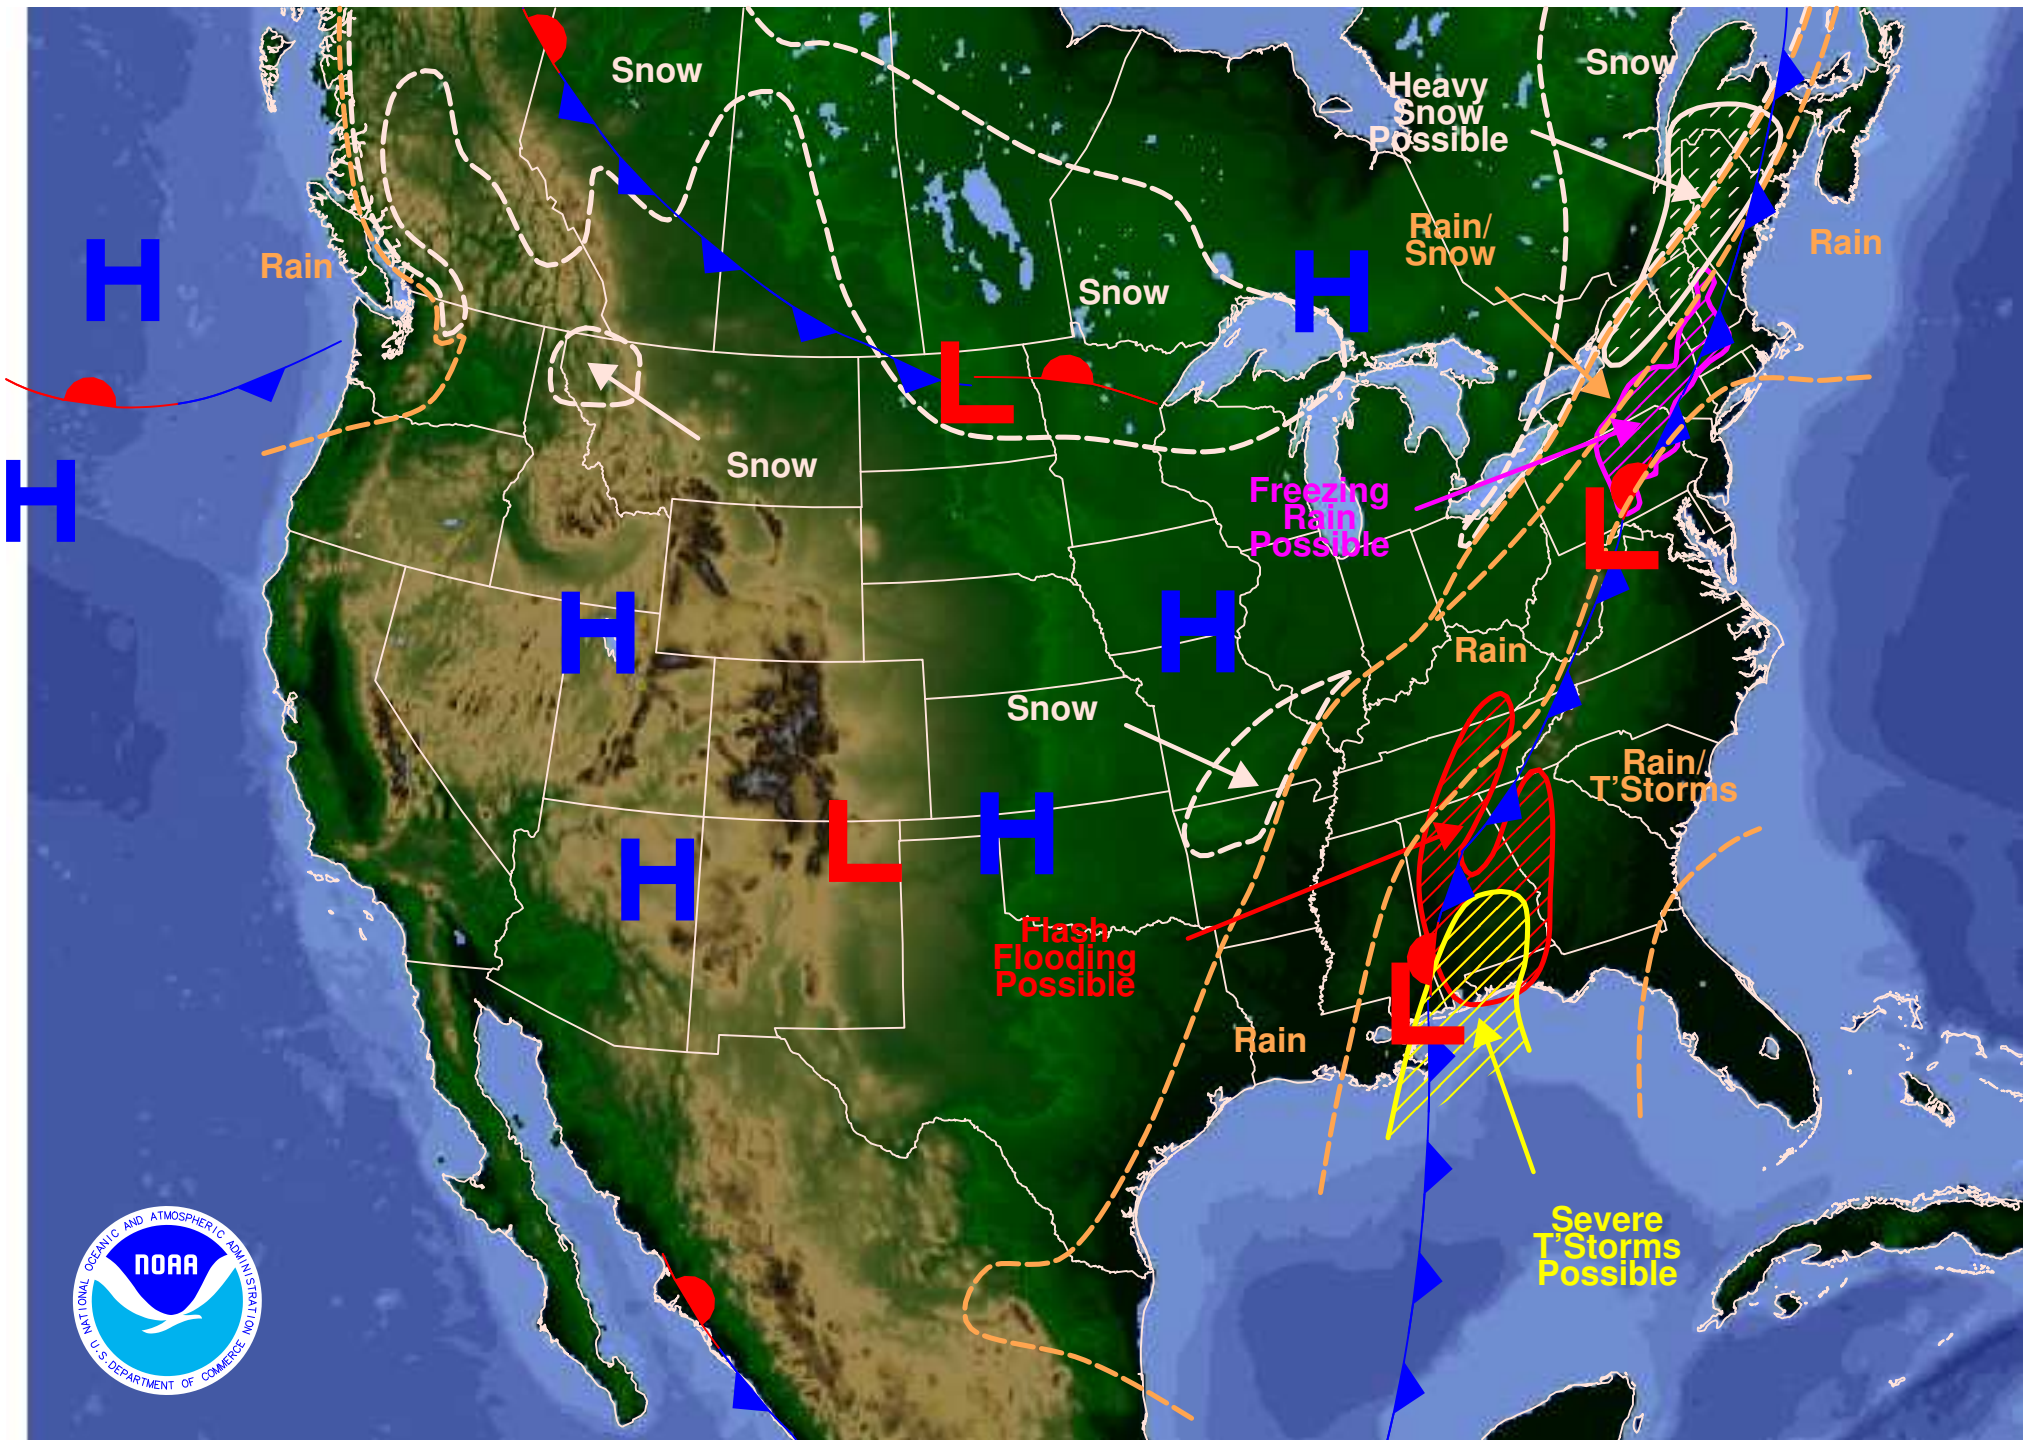 Snow
Snow
Heavy
Snow
Possible
Rain/
Snow
Rain
H
Rain
H
Snow
L
Snow
H
Freezing
Rain
Possible
L
H
H
Rain
Snow
Rain/
T'Storms
L
H
H
Flash
Flooding
Possible
L
Rain
Severe
T'Storms
Possible
NATIONAL OCEANIC AND ATMOSPHERIC ADMINISTRATION
NOAA
U.S. DEPARTMENT OF COMMERCE